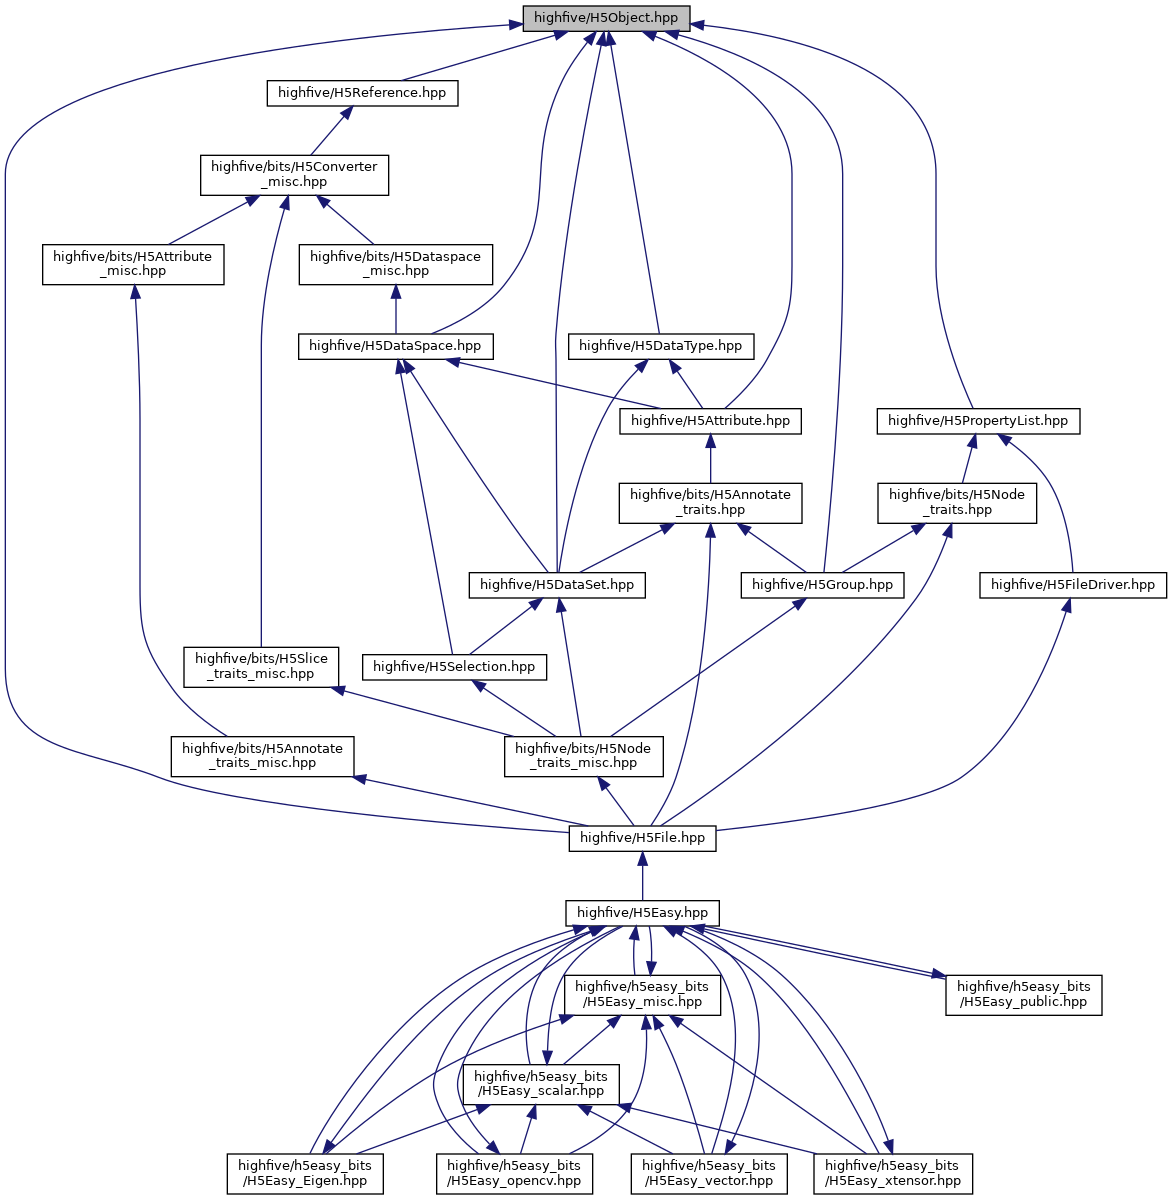 highfive/H5Object.hpp
highfive/H5Reference.hpp
highfive/bits/H5Converter
_misc.hpp
highfive/bits/H5Attribute
_misc.hpp
highfive/bits/H5Dataspace
_misc.hpp
highfive/H5DataSpace.hpp
highfive/H5DataType.hpp
highfive/H5Attribute.hpp
highfive/H5PropertyList.hpp
highfive/bits/H5Annotate
_traits.hpp
highfive/bits/H5Node
_traits.hpp
highfive/H5DataSet.hpp
highfive/H5Group.hpp
highfive/H5FileDriver.hpp
highfive/bits/H5Slice
_traits_misc.hpp
highfive/H5Selection.hpp
highfive/bits/H5Annotate
_traits_misc.hpp
highfive/bits/H5Node
_traits_misc.hpp
highfive/H5File.hpp
highfive/H5Easy.hpp
highfive/h5easy_bits
/H5Easy_misc.hpp
highfive/h5easy_bits
/H5Easy_public.hpp
highfive/h5easy_bits
/H5Easy_scalar.hpp
highfive/h5easy_bits
/H5Easy_Eigen.hpp
highfive/h5easy_bits
/H5Easy_opencv.hpp
highfive/h5easy_bits
/H5Easy_vector.hpp
highfive/h5easy_bits
/H5Easy_xtensor.hpp